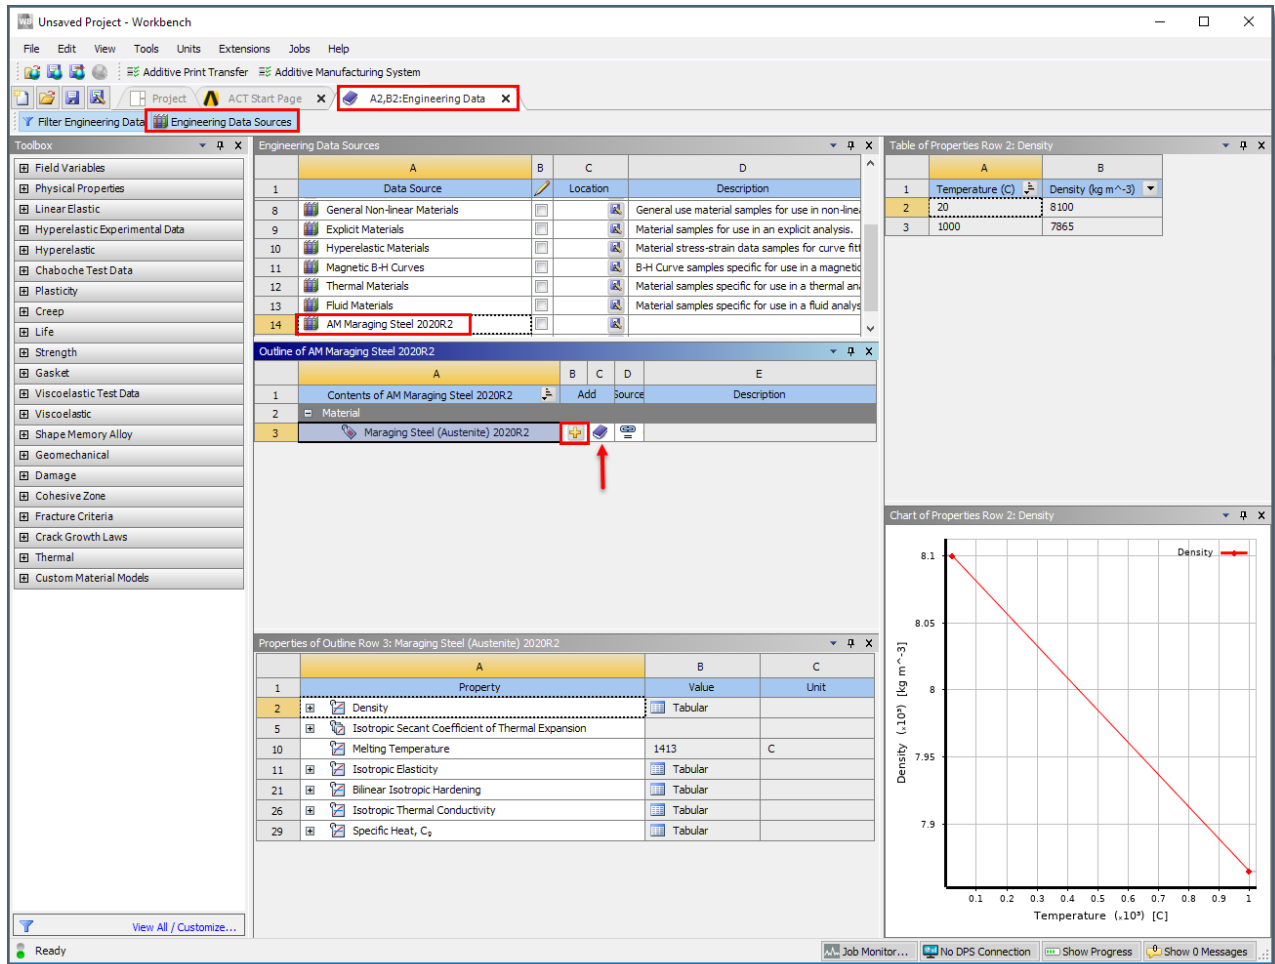 Unsaved Project - Workbench
File Edit View Tools Units Extensions Jobs Help
Additive Print Transfer Additive Manufacturing System
Project ACT Start Page A2,B2:Engineering Data
Filter Engineering Data Engineering Data Sources
Toolbox
Field Variables
Physical Properties
Linear Elastic
Hyperelastic Experimental Data
Hyperelastic
Chaboche Test Data
Plasticity
Creep
Life
Strength
Gasket
Viscoelastic Test Data
Viscoelastic
Shape Memory Alloy
Geomechanical
Damage
Cohesive Zone
Fracture Criteria
Crack Growth Laws
Thermal
Custom Material Models
View All / Customize...
Engineering Data Sources
A B C D
1 Data Source Location Description
8 General Non-linear Materials General use material samples for use in non-line
9 Explicit Materials Material samples for use in an explicit analysis.
10 Hyperelastic Materials Material stress-strain data samples for curve fitt
11 Magnetic B-H Curves B-H Curve samples specific for use in a magnetic
12 Thermal Materials Material samples specific for use in a thermal an
13 Fluid Materials Material samples specific for use in a fluid analys
14 AM Maraging Steel 2020R2
Outline of AM Maraging Steel 2020R2
A B C D E
1 Contents of AM Maraging Steel 2020R2 Add Source Description
2 Material
3 Maraging Steel (Austenite) 2020R2
Properties of Outline Row 3: Maraging Steel (Austenite) 2020R2
A B C
1 Property Value Unit
2 Density Tabular
5 Isotropic Secant Coefficient of Thermal Expansion
10 Melting Temperature 1413 C
11 Isotropic Elasticity Tabular
21 Bilinear Isotropic Hardening Tabular
26 Isotropic Thermal Conductivity Tabular
29 Specific Heat, Cₚ Tabular
Table of Properties Row 2: Density
A B
1 Temperature (C) Density (kg m^-3)
2 20 8100
3 1000 7865
Chart of Properties Row 2: Density
Density
8.1
8.05
8
7.95
7.9
Density (x10³) [kg m^-3]
0.1 0.2 0.3 0.4 0.5 0.6 0.7 0.8 0.9 1
Temperature (x10³) [C]
Ready
Job Monitor... No DPS Connection Show Progress Show 0 Messages